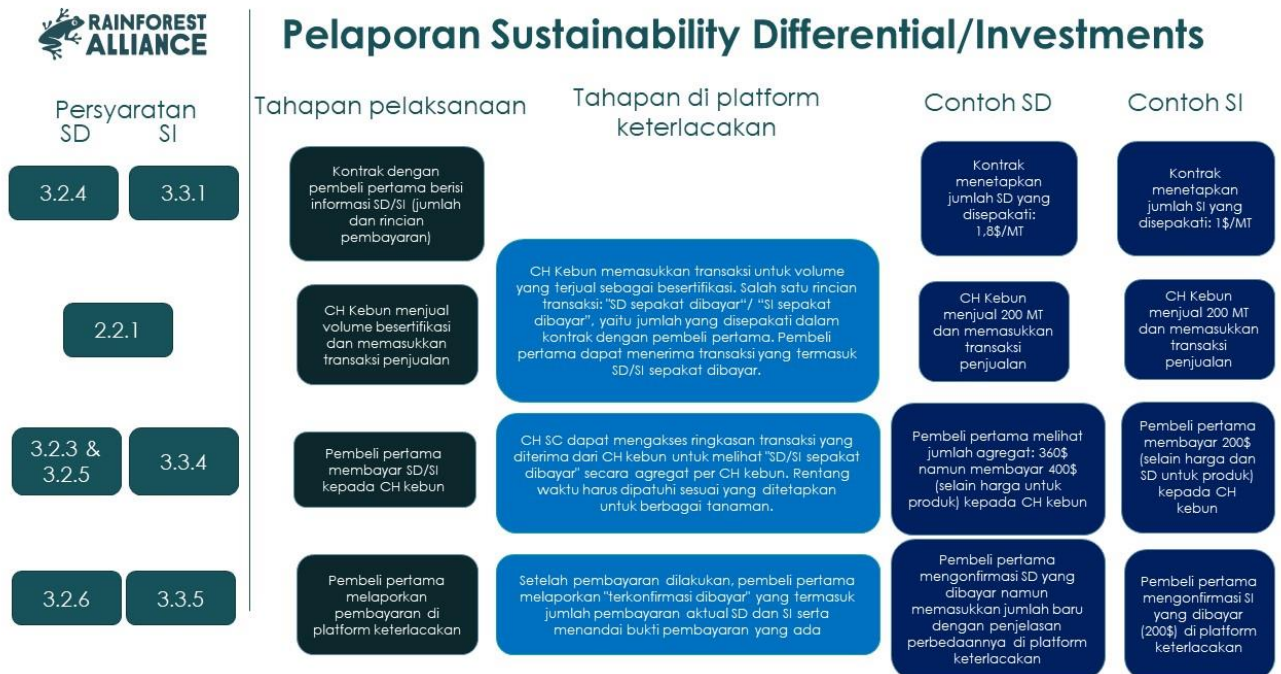 RAINFOREST
ALLIANCE
Pelaporan Sustainability Differential/Investments
Persyaratan
SD SI
Tahapan pelaksanaan
Tahapan di platform
keterlacakan
Contoh SD
Contoh SI
3.2.4
3.3.1
Kontrak dengan
pembeli pertama berisi
informasi SD/SI (jumlah
dan rincian
pembayaran)
Kontrak
menetapkan
jumlah SD yang
disepakati:
1,8$/MT
Kontrak
menetapkan
jumlah SI yang
disepakati: 1$/MT
2.2.1
CH Kebun menjual
volume besertifikasi
dan memasukkan
transaksi penjualan
CH Kebun memasukkan transaksi untuk volume
yang terjual sebagai besertifikasi. Salah satu rincian
transaksi: "SD sepakat dibayar“/ “SI sepakat
dibayar”, yaitu jumlah yang disepakati dalam
kontrak dengan pembeli pertama. Pembeli
pertama dapat menerima transaksi yang termasuk
SD/SI sepakat dibayar.
CH Kebun
menjual 200 MT
dan memasukkan
transaksi
penjualan
CH Kebun
menjual 200 MT
dan memasukkan
transaksi
penjualan
3.2.3 &
3.2.5
3.3.4
Pembeli pertama
membayar SD/SI
kepada CH kebun
CH SC dapat mengakses ringkasan transaksi yang
diterima dari CH kebun untuk melihat "SD/SI sepakat
dibayar" secara agregat per CH kebun. Rentang
waktu harus dipatuhi sesuai yang ditetapkan
untuk berbagai tanaman.
Pembeli pertama melihat
jumlah agregat: 360$
namun membayar 400$
(selain harga untuk
produk) kepada CH kebun
Pembeli pertama
membayar 200$
(selain harga dan
SD untuk produk)
kepada CH
kebun
3.2.6
3.3.5
Pembeli pertama
melaporkan
pembayaran di
platform keterlacakan
Setelah pembayaran dilakukan, pembeli pertama
melaporkan "terkonfirmasi dibayar" yang termasuk
jumlah pembayaran aktual SD dan SI serta
menandai bukti pembayaran yang ada
Pembeli pertama
mengonfirmasi SD yang
dibayar namun
memasukkan jumlah baru
dengan penjelasan
perbedaannya di platform
keterlacakan
Pembeli pertama
mengonfirmasi SI
yang dibayar
(200$) di platform
keterlacakan